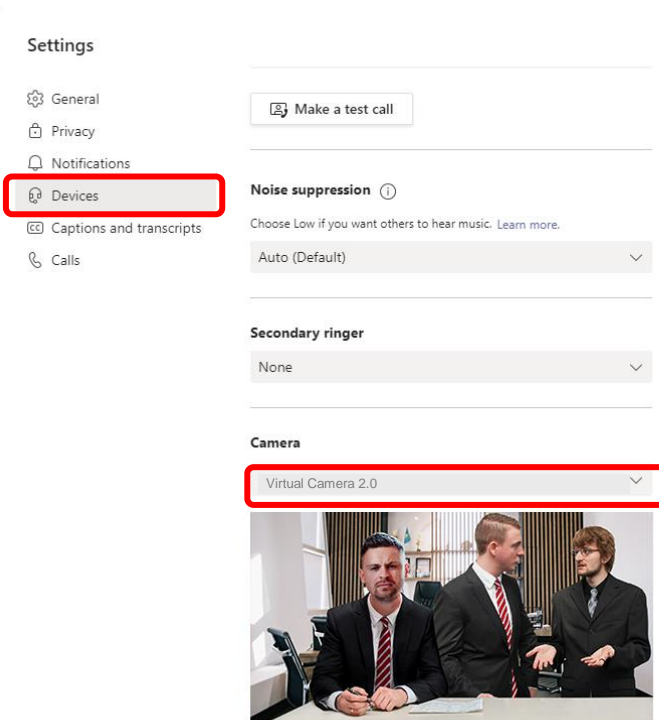 Settings
General
Privacy
Notifications
Devices
CC Captions and transcripts
Calls
Make a test call
Noise suppression
Choose Low if you want others to hear music. Learn more.
Auto (Default)
Secondary ringer
None
Camera
Virtual Camera 2.0